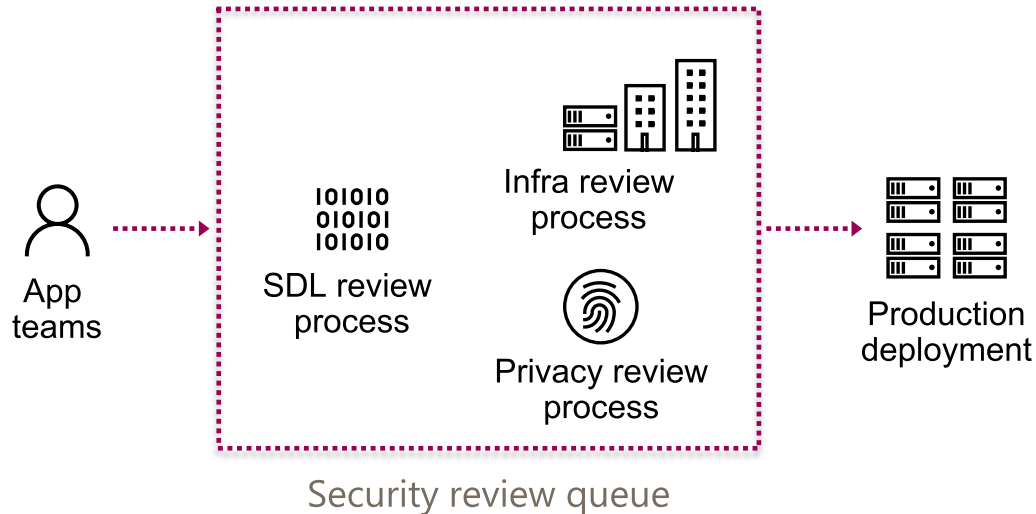 App
teams
101010
010101
101010
SDL review
process
Infra review
process
Privacy review
process
Production
deployment
Security review queue